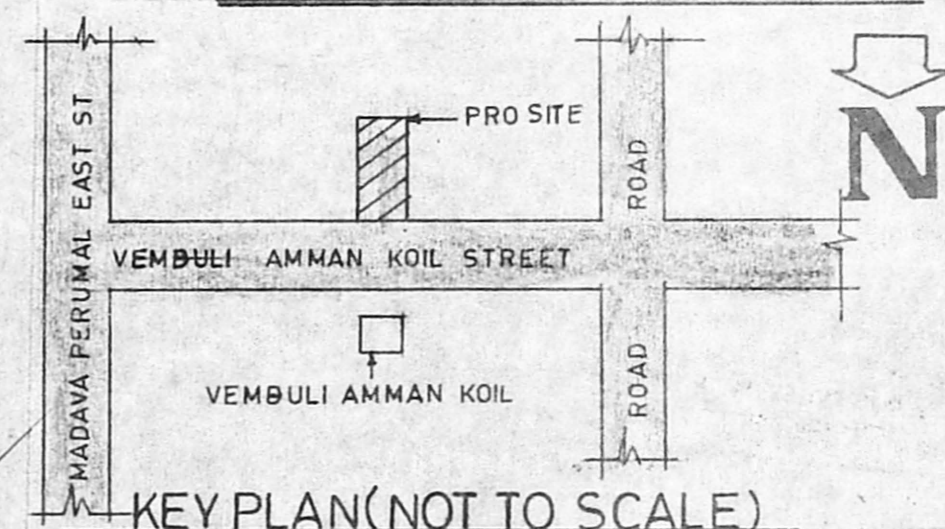 MADAVA PERUMAL EAST ST
PRO SITE
ROAD
N
VEMBULI AMMAN KOIL STREET
VEMBULI AMMAN KOIL
ROAD
KEY PLAN(NOT TO SCALE)